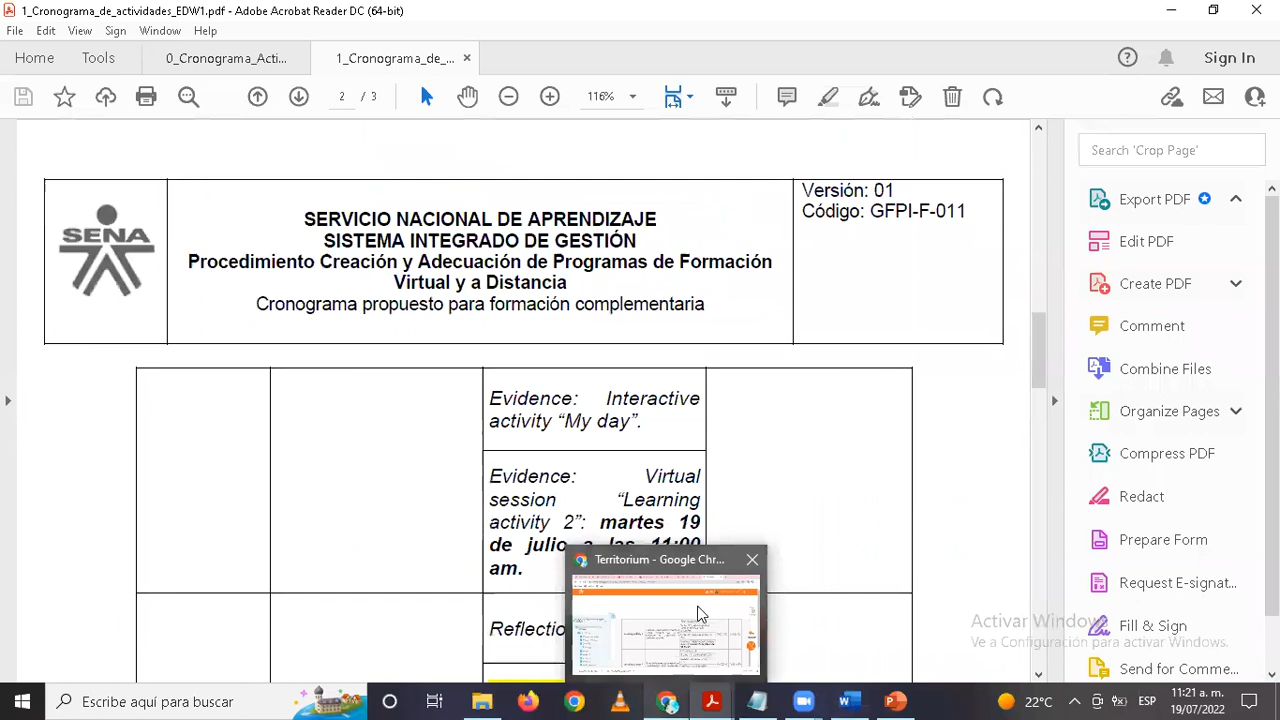 1_Cronograma_de_actividades_EDW1.pdf - Adobe Acrobat Reader DC (64-bit)
File Edit View Sign Window Help
Home Tools 0_Cronograma_Acti... 1_Cronograma_de_... Sign In
2 / 3 116%
Search 'Crop Page'
SENA
SERVICIO NACIONAL DE APRENDIZAJE
SISTEMA INTEGRADO DE GESTIÓN
Procedimiento Creación y Adecuación de Programas de Formación
Virtual y a Distancia
Cronograma propuesto para formación complementaria
Versión: 01
Código: GFPI-F-011
Evidence: Interactive
activity “My day”.
Evidence: Virtual
session “Learning
activity 2”: martes 19
de julio a las 11:00
am.
Reflectio
Territorium - Google Chr...
Export PDF
Edit PDF
Create PDF
Comment
Combine Files
Organize Pages
Compress PDF
Redact
Prepare Form
Request E-signat...
Fill & Sign
Send for Comme...
Activar Windows
Ve a Configuración para activar Windows.
Escribe aquí para buscar
22°C
ESP
11:21 a. m.
19/07/2022